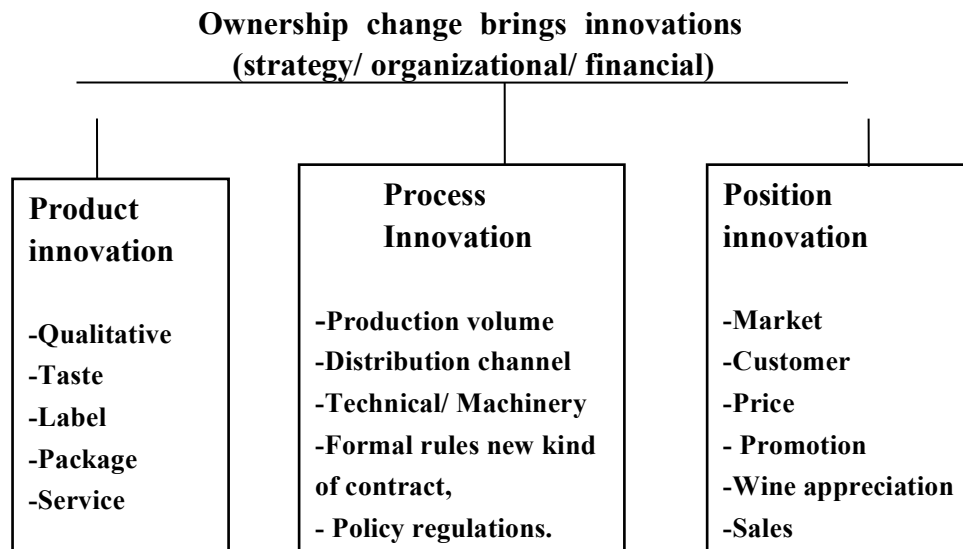 Ownership change brings innovations
(strategy/ organizational/ financial)
Product
innovation
-Qualitative
-Taste
-Label
-Package
-Service
Process
Innovation
-Production volume
-Distribution channel
-Technical/ Machinery
-Formal rules new kind
of contract,
- Policy regulations.
Position
innovation
-Market
-Customer
-Price
- Promotion
-Wine appreciation
-Sales